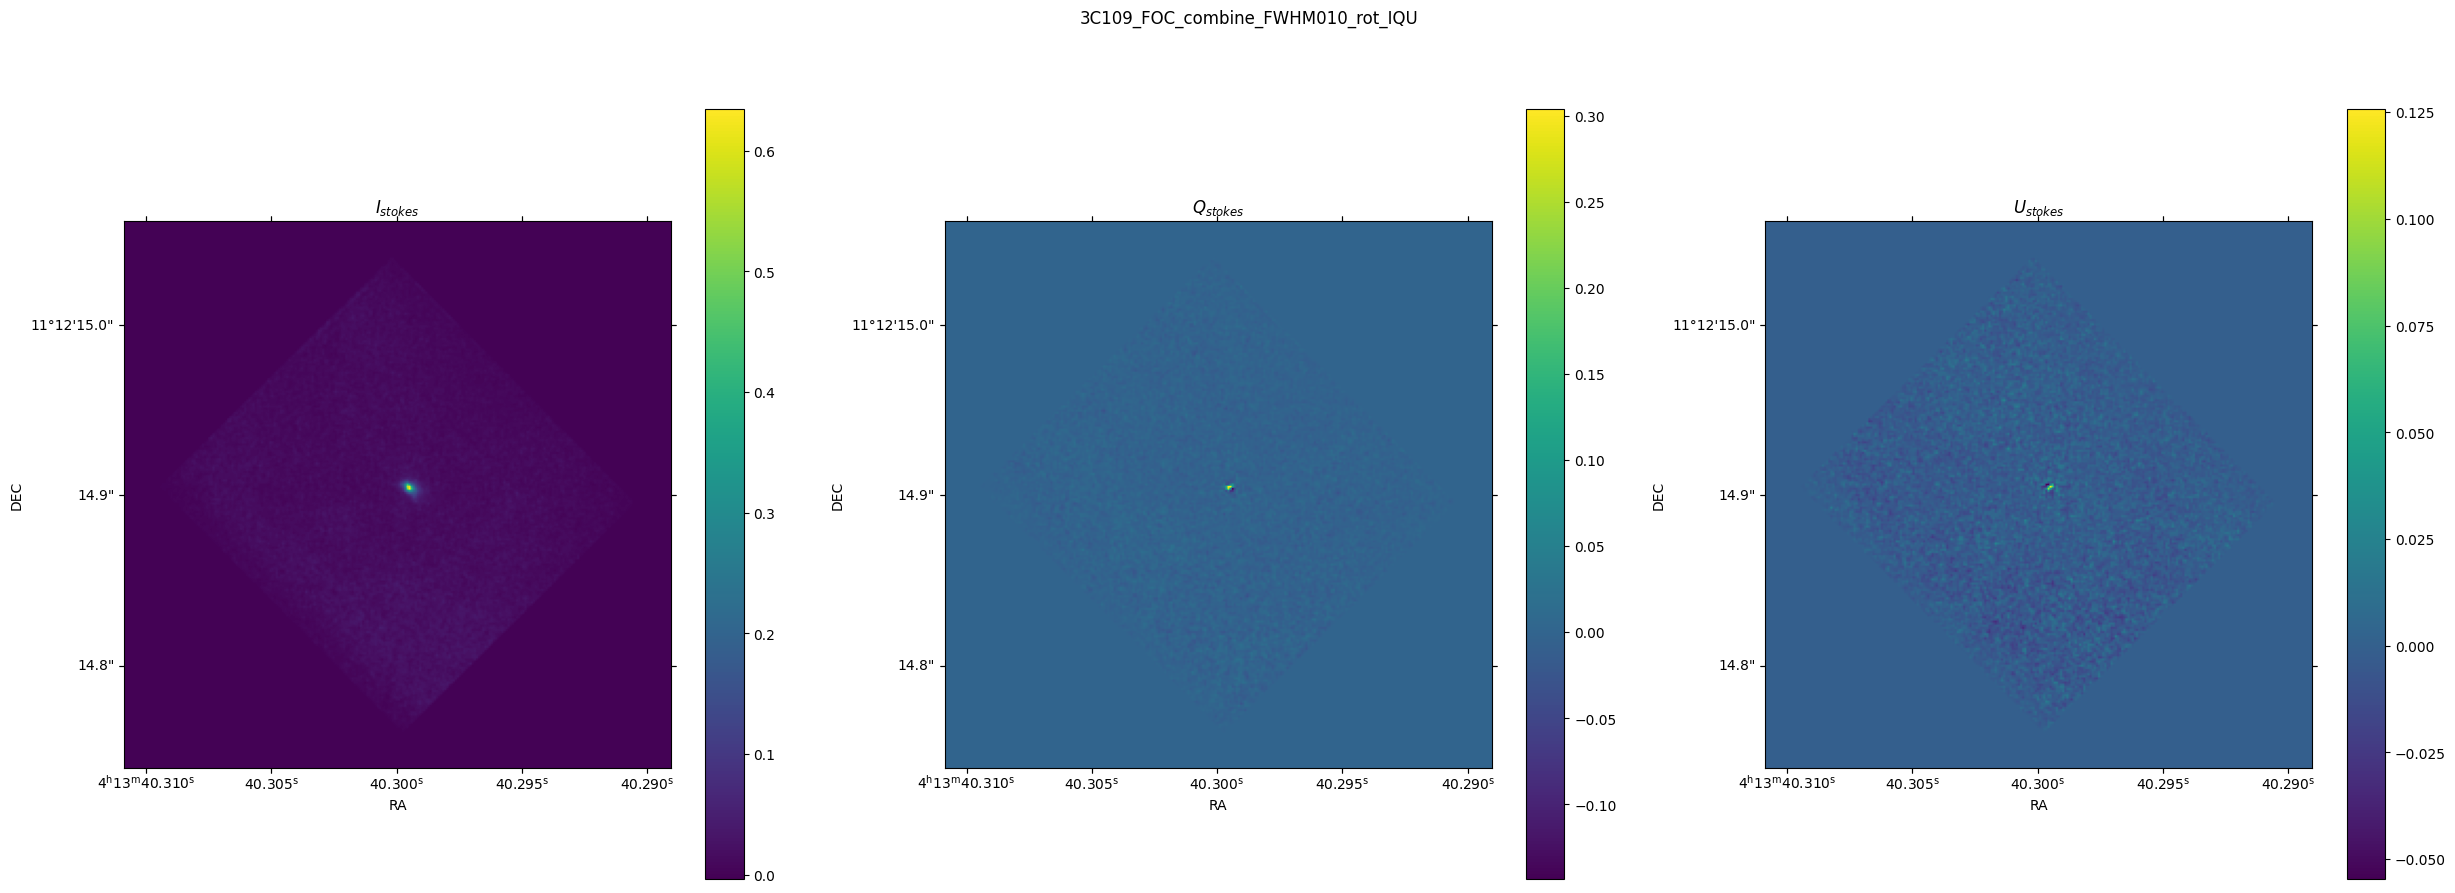 3C109_FOC_combine_FWHM010_rot_IQU
I_stokes
0.6
0.5
0.4
0.3
0.2
0.1
0.0
11°12'15.0"
14.9"
14.8"
DEC
4h13m40.310s 40.305s 40.300s 40.295s 40.290s
RA
Q_stokes
0.30
0.25
0.20
0.15
0.10
0.05
0.00
−0.05
−0.10
11°12'15.0"
14.9"
14.8"
DEC
4h13m40.310s 40.305s 40.300s 40.295s 40.290s
RA
U_stokes
0.125
0.100
0.075
0.050
0.025
0.000
−0.025
−0.050
11°12'15.0"
14.9"
14.8"
DEC
4h13m40.310s 40.305s 40.300s 40.295s 40.290s
RA